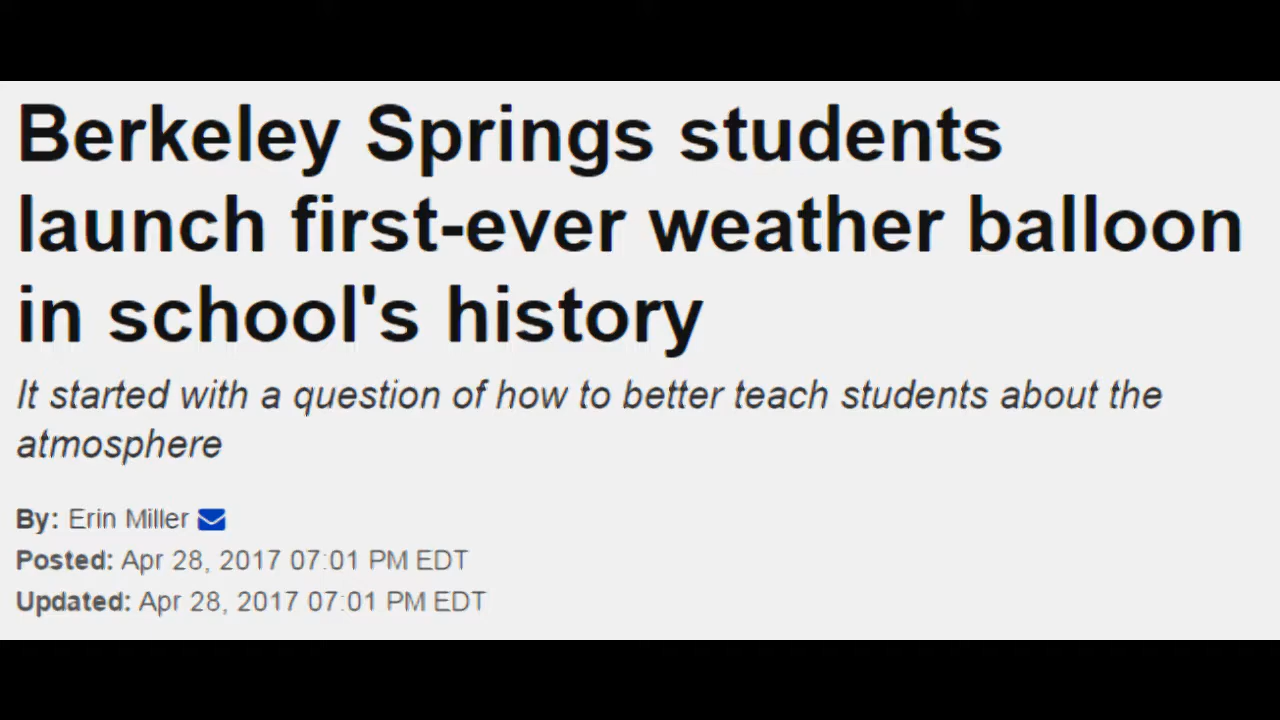 Berkeley Springs students
launch first-ever weather balloon
in school's history
It started with a question of how to better teach students about the
atmosphere
By: Erin Miller
Posted: Apr 28, 2017 07:01 PM EDT
Updated: Apr 28, 2017 07:01 PM EDT